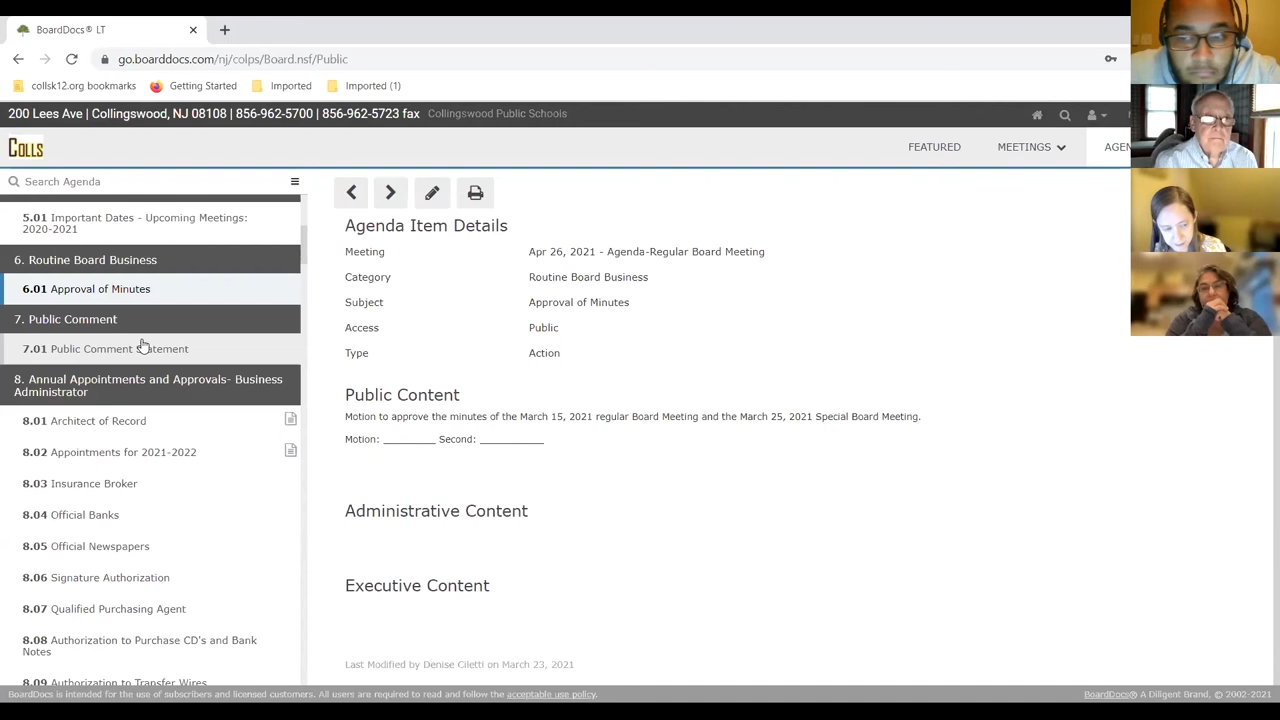 BoardDocs® LT
go.boarddocs.com/nj/colps/Board.nsf/Public
collsk12.org bookmarks Getting Started Imported Imported (1)
200 Lees Ave | Collingswood, NJ 08108 | 856-962-5700 | 856-962-5723 fax Collingswood Public Schools
COLLS
FEATURED MEETINGS AGEN
Search Agenda
5.01 Important Dates - Upcoming Meetings:
2020-2021
6. Routine Board Business
6.01 Approval of Minutes
7. Public Comment
7.01 Public Comment Statement
8. Annual Appointments and Approvals- Business
Administrator
8.01 Architect of Record
8.02 Appointments for 2021-2022
8.03 Insurance Broker
8.04 Official Banks
8.05 Official Newspapers
8.06 Signature Authorization
8.07 Qualified Purchasing Agent
8.08 Authorization to Purchase CD's and Bank
Notes
8.09 Authorization to Transfer Wires
Agenda Item Details
Meeting Apr 26, 2021 - Agenda-Regular Board Meeting
Category Routine Board Business
Subject Approval of Minutes
Access Public
Type Action
Public Content
Motion to approve the minutes of the March 15, 2021 regular Board Meeting and the March 25, 2021 Special Board Meeting.
Motion: _________ Second: ___________
Administrative Content
Executive Content
Last Modified by Denise Ciletti on March 23, 2021
BoardDocs is intended for the use of subscribers and licensed customers. All users are required to read and follow the acceptable use policy. BoardDocs® A Diligent Brand, © 2002-2021